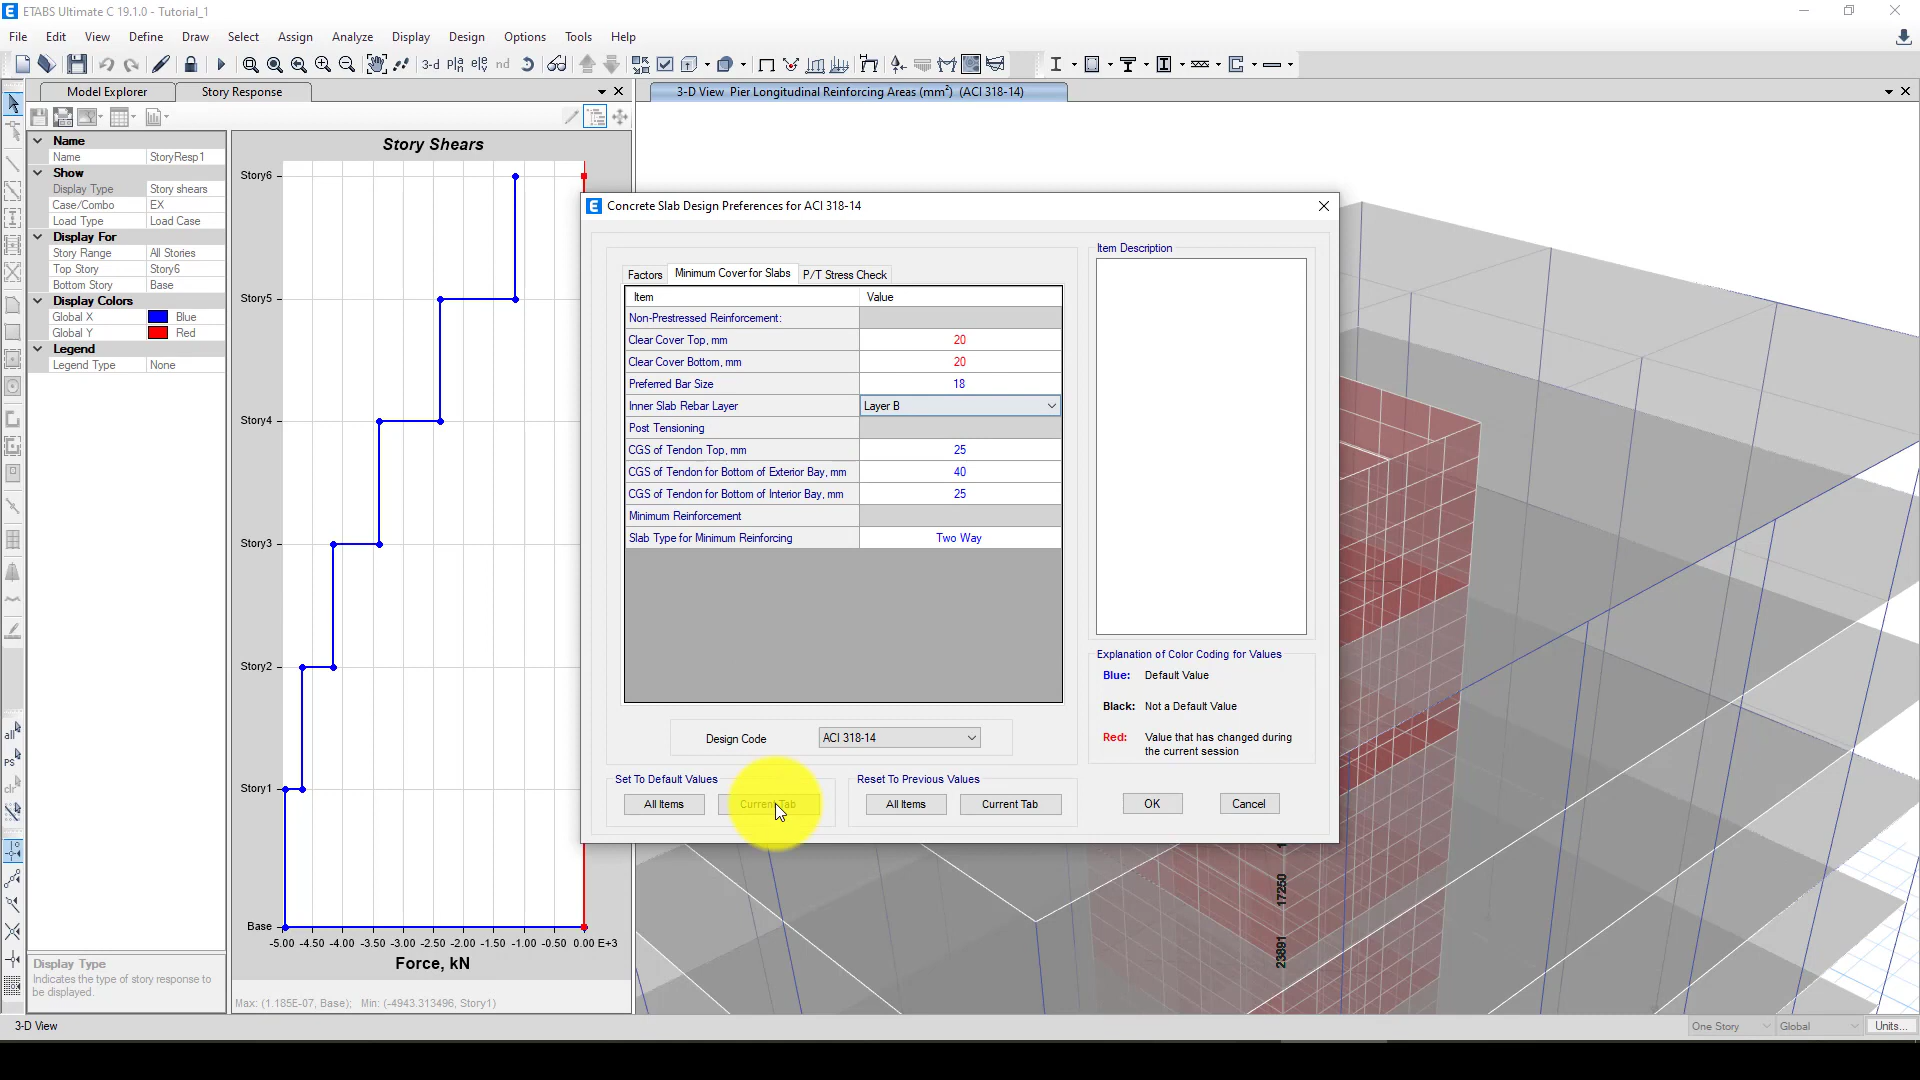 ETABS Ultimate C 19.1.0 - Tutorial_1
File Edit View Define Draw Select Assign Analyze Display Design Options Tools Help
3-d pla ele nd
Model Explorer Story Response
3-D View Pier Longitudinal Reinforcing Areas (mm²) (ACI 318-14)
Name
Name StoryResp1
Show
Display Type Story shears
Case/Combo EX
Load Type Load Case
Display For
Story Range All Stories
Top Story Story6
Bottom Story Base
Display Colors
Global X Blue
Global Y Red
Legend
Legend Type None
Display Type
Indicates the type of story response to
be displayed.
all
PS
clr
Story Shears
Story6
Story5
Story4
Story3
Story2
Story1
Base
-5.00 -4.50 -4.00 -3.50 -3.00 -2.50 -2.00 -1.50 -1.00 -0.50 0.00 E+3
Force, kN
Max: (1.185E-07, Base); Min: (-4943.313496, Story1)
Concrete Slab Design Preferences for ACI 318-14
Factors Minimum Cover for Slabs P/T Stress Check
Item Value
Non-Prestressed Reinforcement:
Clear Cover Top, mm 20
Clear Cover Bottom, mm 20
Preferred Bar Size 18
Inner Slab Rebar Layer Layer B
Post Tensioning
CGS of Tendon Top, mm 25
CGS of Tendon for Bottom of Exterior Bay, mm 40
CGS of Tendon for Bottom of Interior Bay, mm 25
Minimum Reinforcement
Slab Type for Minimum Reinforcing Two Way
Design Code ACI 318-14
Set To Default Values
All Items Current Tab
Reset To Previous Values
All Items Current Tab
Item Description
Explanation of Color Coding for Values
Blue: Default Value
Black: Not a Default Value
Red: Value that has changed during
the current session
OK Cancel
17250
23891
3-D View
One Story Global Units...